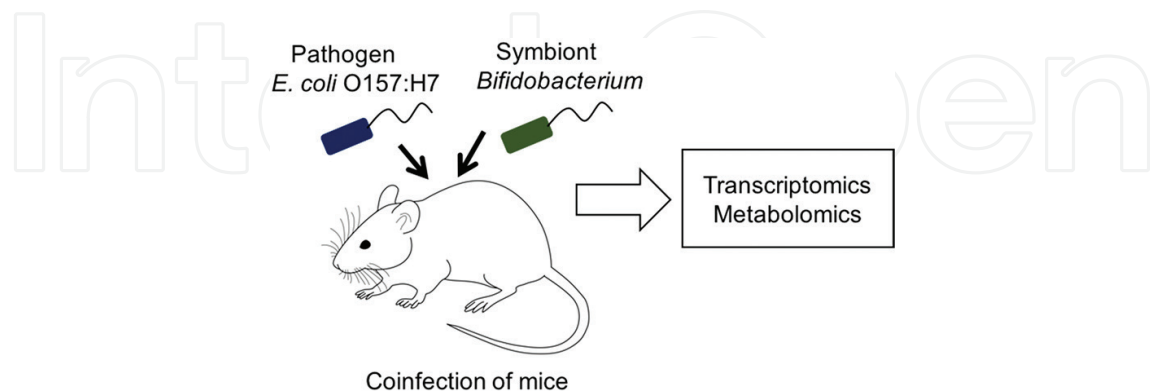 IntechOpen
Pathogen
E. coli O157:H7
Symbiont
Bifidobacterium
Transcriptomics
Metabolomics
Coinfection of mice